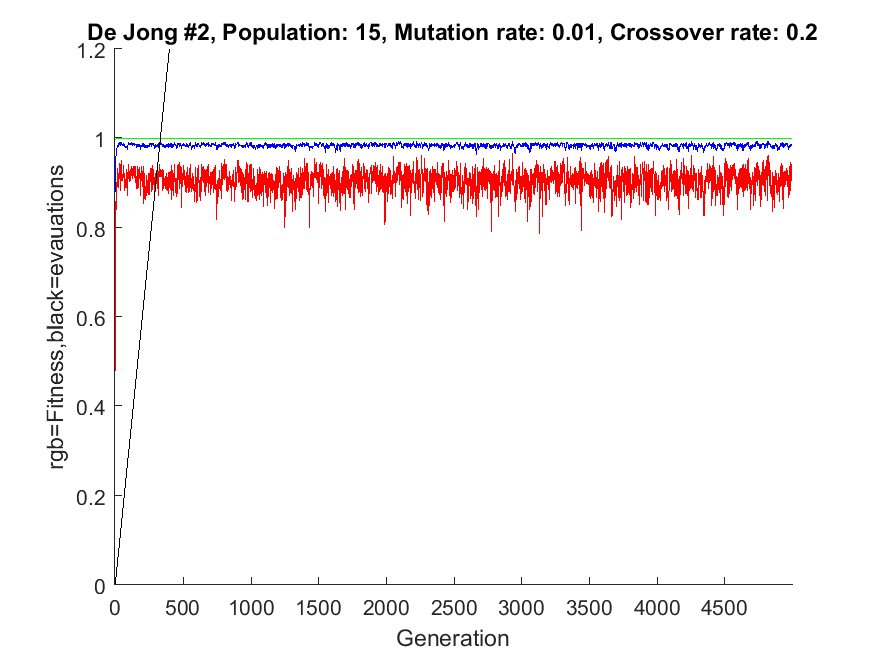 De Jong #2, Population: 15, Mutation rate: 0.01, Crossover rate: 0.2
1.2
1
0.8
0.6
0.4
0.2
0
rgb=Fitness,black=evauations
0 500 1000 1500 2000 2500 3000 3500 4000 4500
Generation